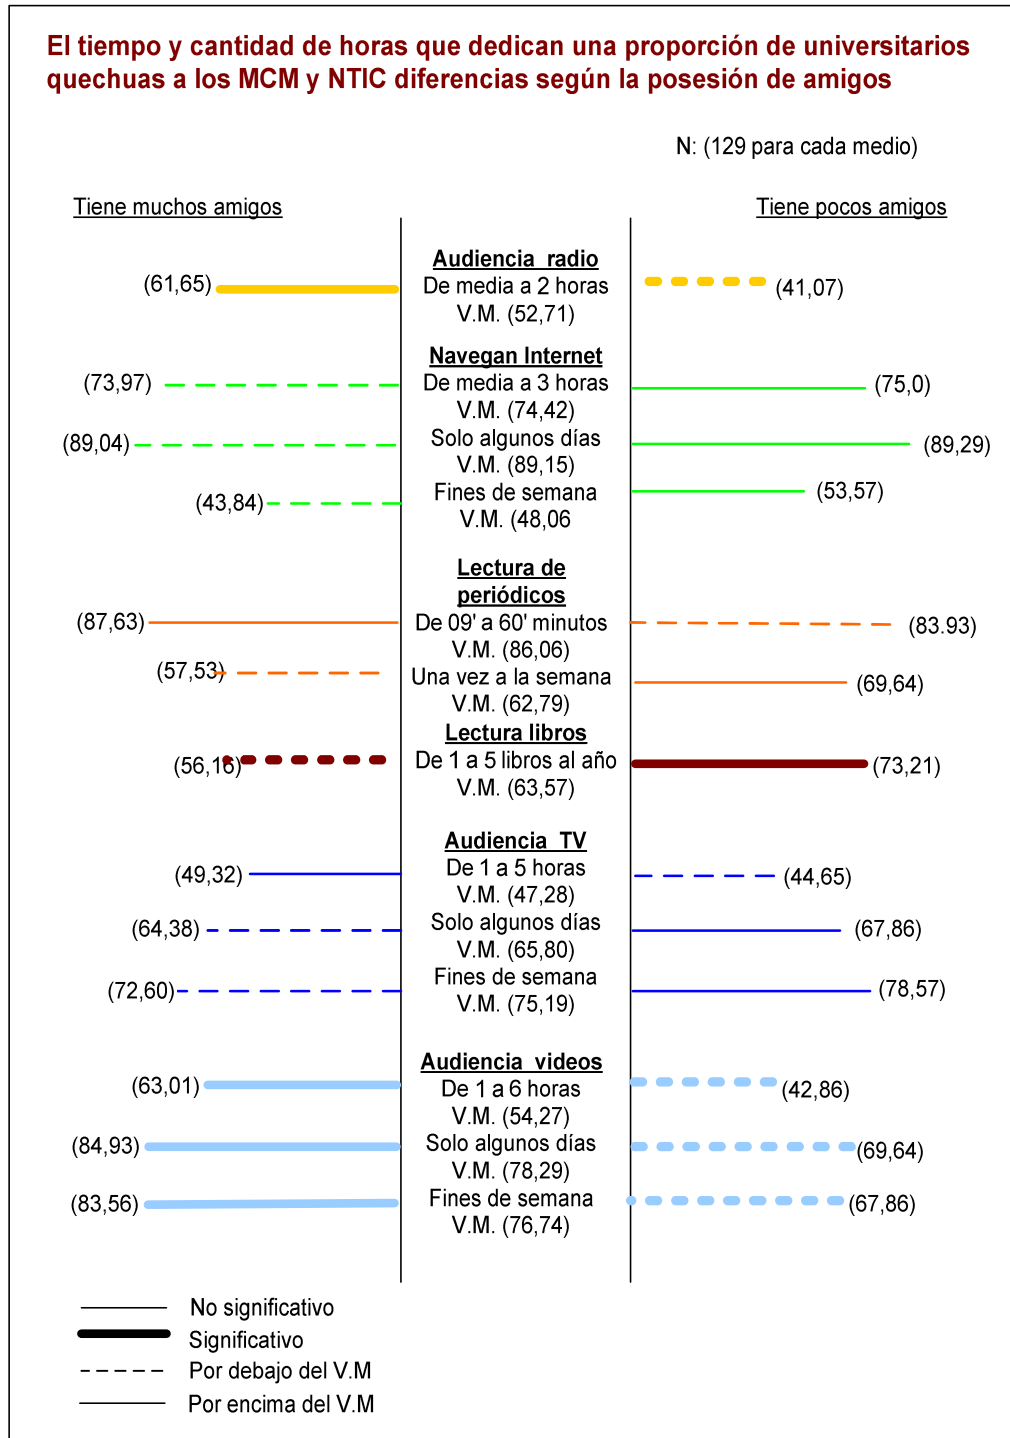 El tiempo y cantidad de horas que dedican una proporción de universitarios
quechuas a los MCM y NTIC diferencias según la posesión de amigos
N: (129 para cada medio)
Tiene muchos amigos
Tiene pocos amigos
Audiencia radio
(61,65)
De media a 2 horas
(41,07)
V.M. (52,71)
Navegan Internet
(73,97)
De media a 3 horas
(75,0)
V.M. (74,42)
(89,04)
Solo algunos días
(89,29)
V.M. (89,15)
(43,84)
Fines de semana
(53,57)
V.M. (48,06
Lectura de
periódicos
(87,63)
De 09' a 60' minutos
(83.93)
V.M. (86,06)
(57,53)
Una vez a la semana
(69,64)
V.M. (62,79)
Lectura libros
(56,16)
De 1 a 5 libros al año
(73,21)
V.M. (63,57)
Audiencia TV
(49,32)
De 1 a 5 horas
(44,65)
V.M. (47,28)
(64,38)
Solo algunos días
(67,86)
V.M. (65,80)
(72,60)
Fines de semana
(78,57)
V.M. (75,19)
Audiencia videos
(63,01)
De 1 a 6 horas
(42,86)
V.M. (54,27)
(84,93)
Solo algunos días
(69,64)
V.M. (78,29)
(83,56)
Fines de semana
(67,86)
V.M. (76,74)
No significativo
Significativo
Por debajo del V.M
Por encima del V.M